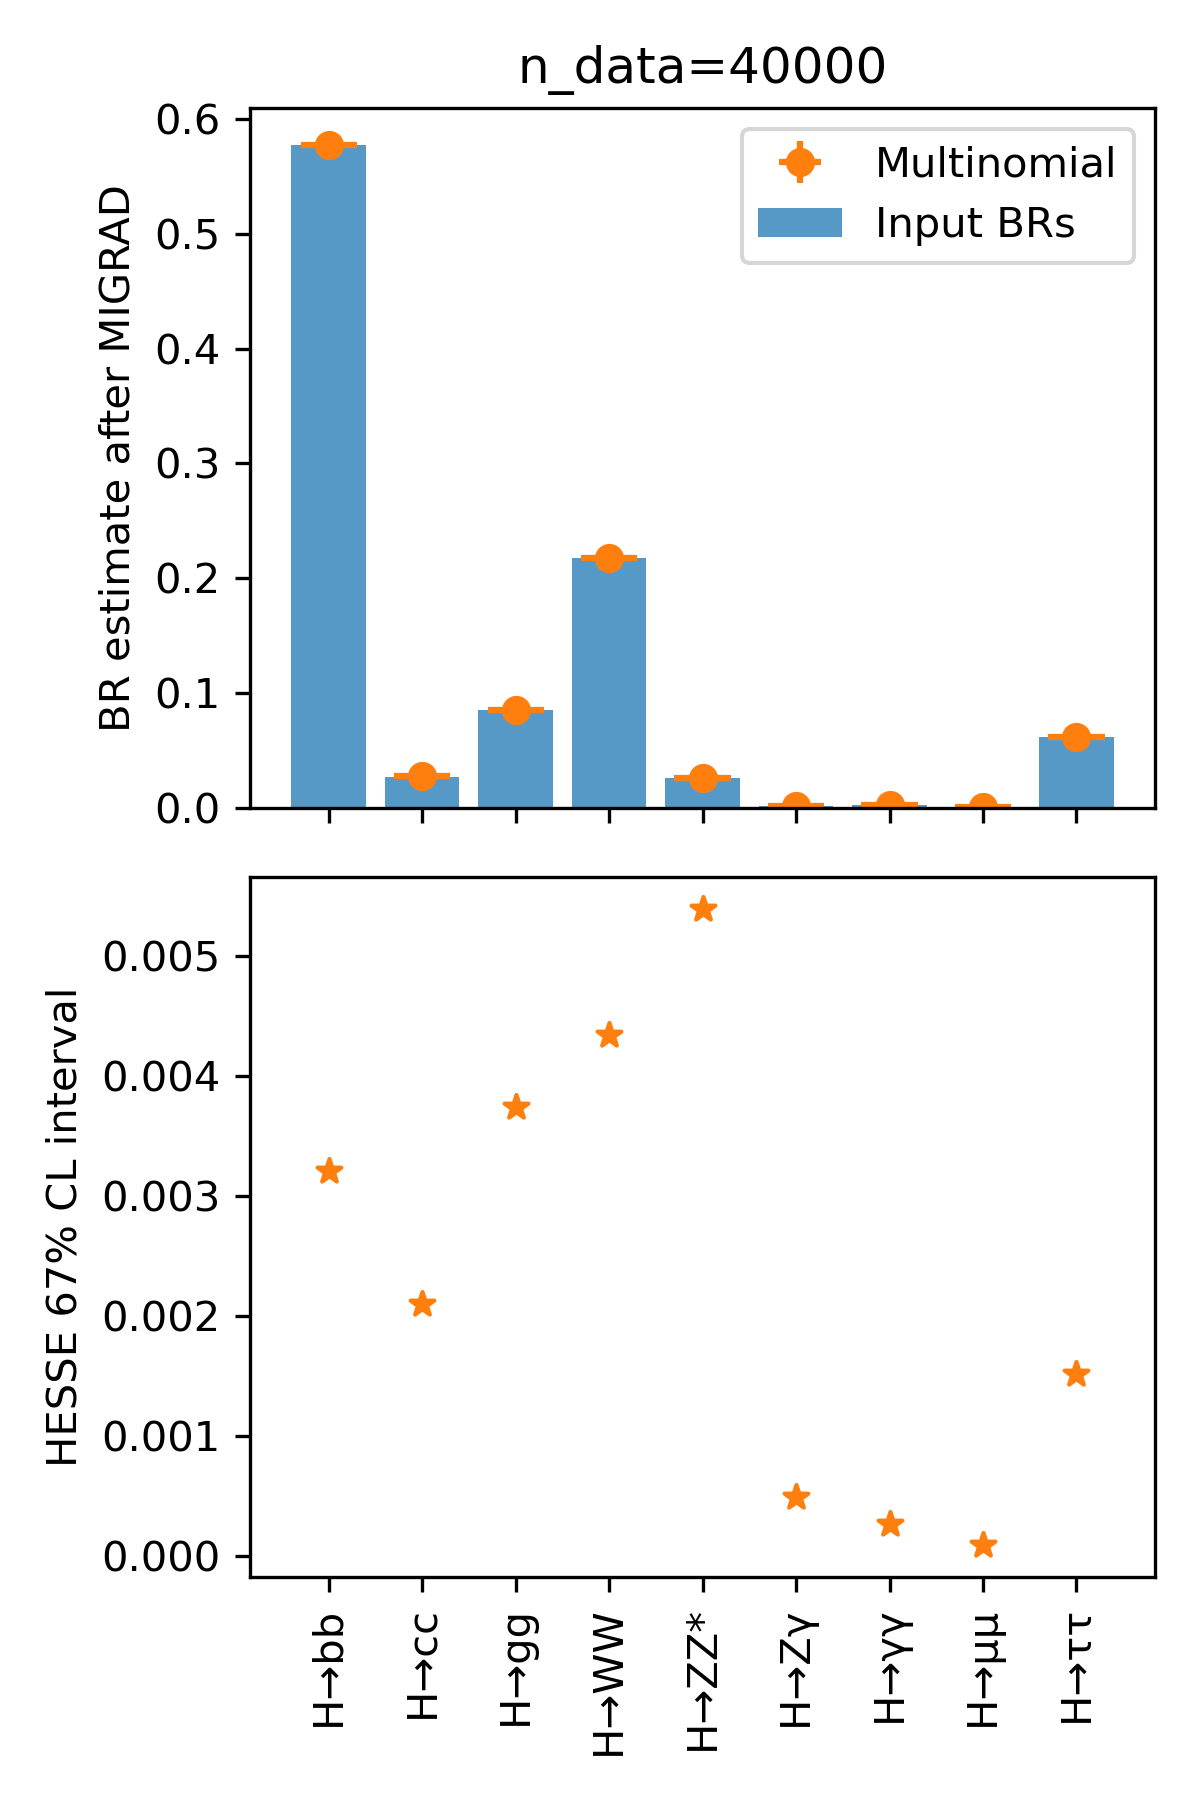 n_data=40000
BR estimate after MIGRAD
0.6
0.5
0.4
0.3
0.2
0.1
0.0
Multinomial
Input BRs
HESSE 67% CL interval
0.005
0.004
0.003
0.002
0.001
0.000
H→bb
H→cc
H→gg
H→WW
H→ZZ*
H→Zγ
H→γγ
H→μμ
H→ττ